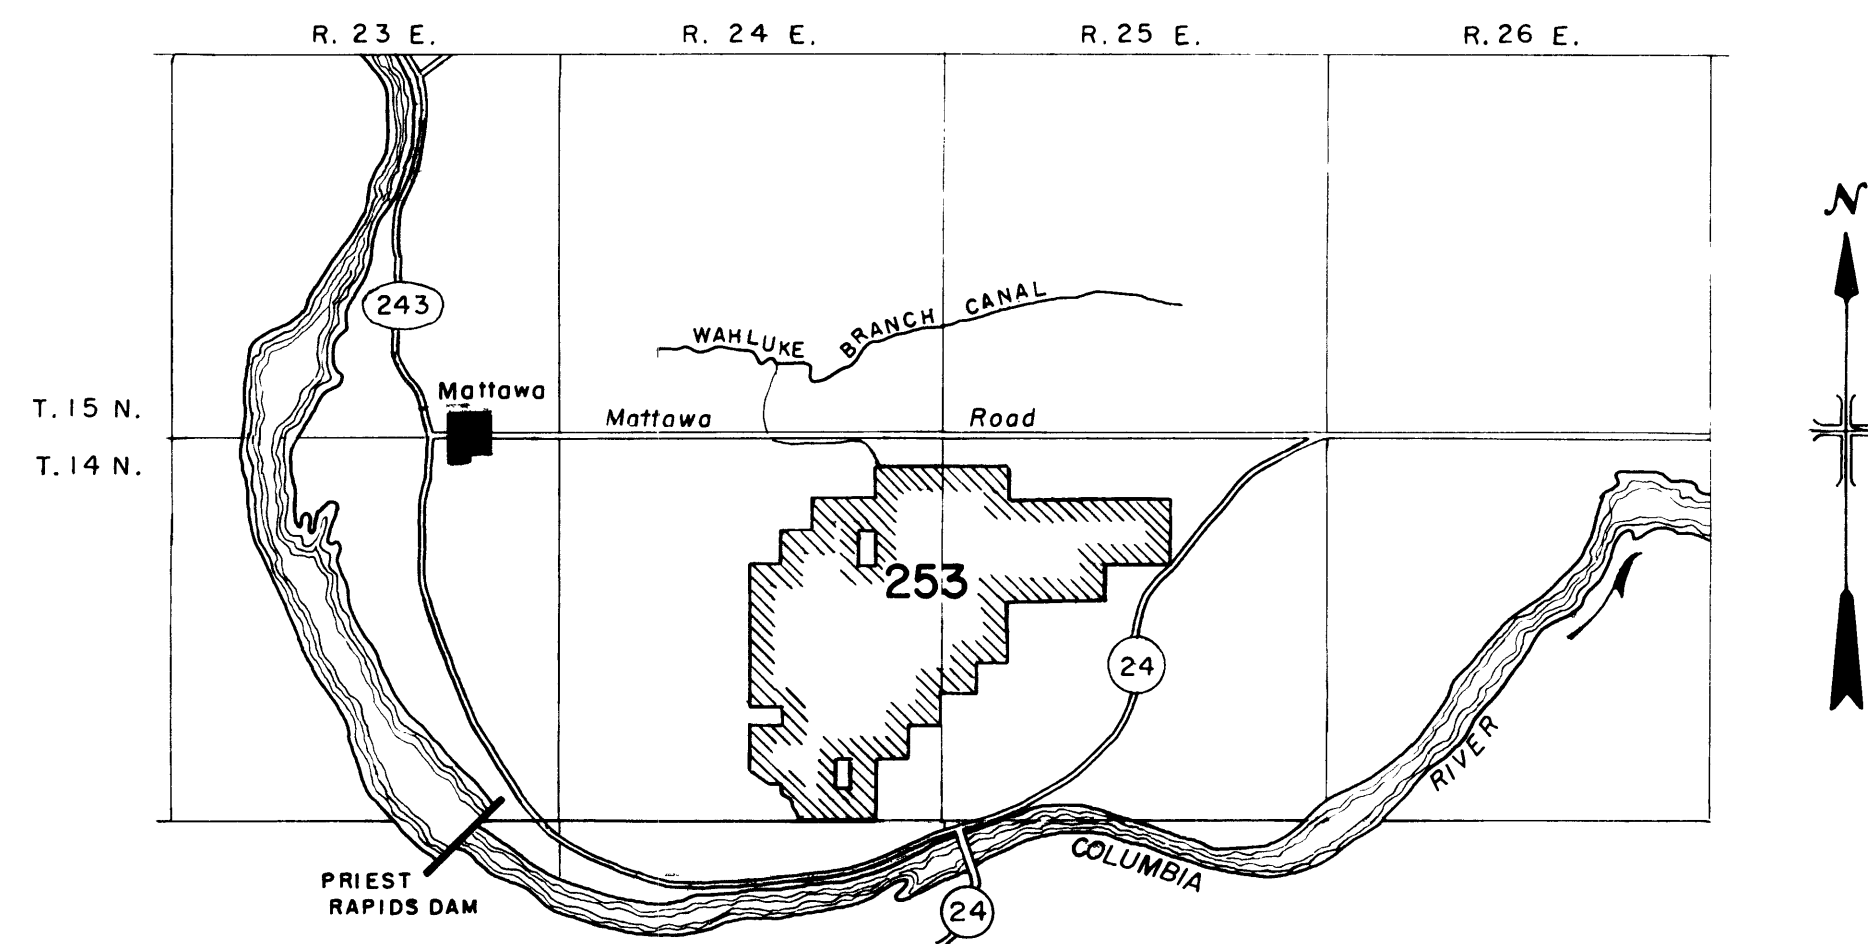 R. 23 E.
R. 24 E.
R. 25 E.
R. 26 E.
N
243
WAHLUKE BRANCH CANAL
Mattawa
T. 15 N.
Mattawa Road
T. 14 N.
253
24
RIVER
COLUMBIA
PRIEST
RAPIDS DAM
24